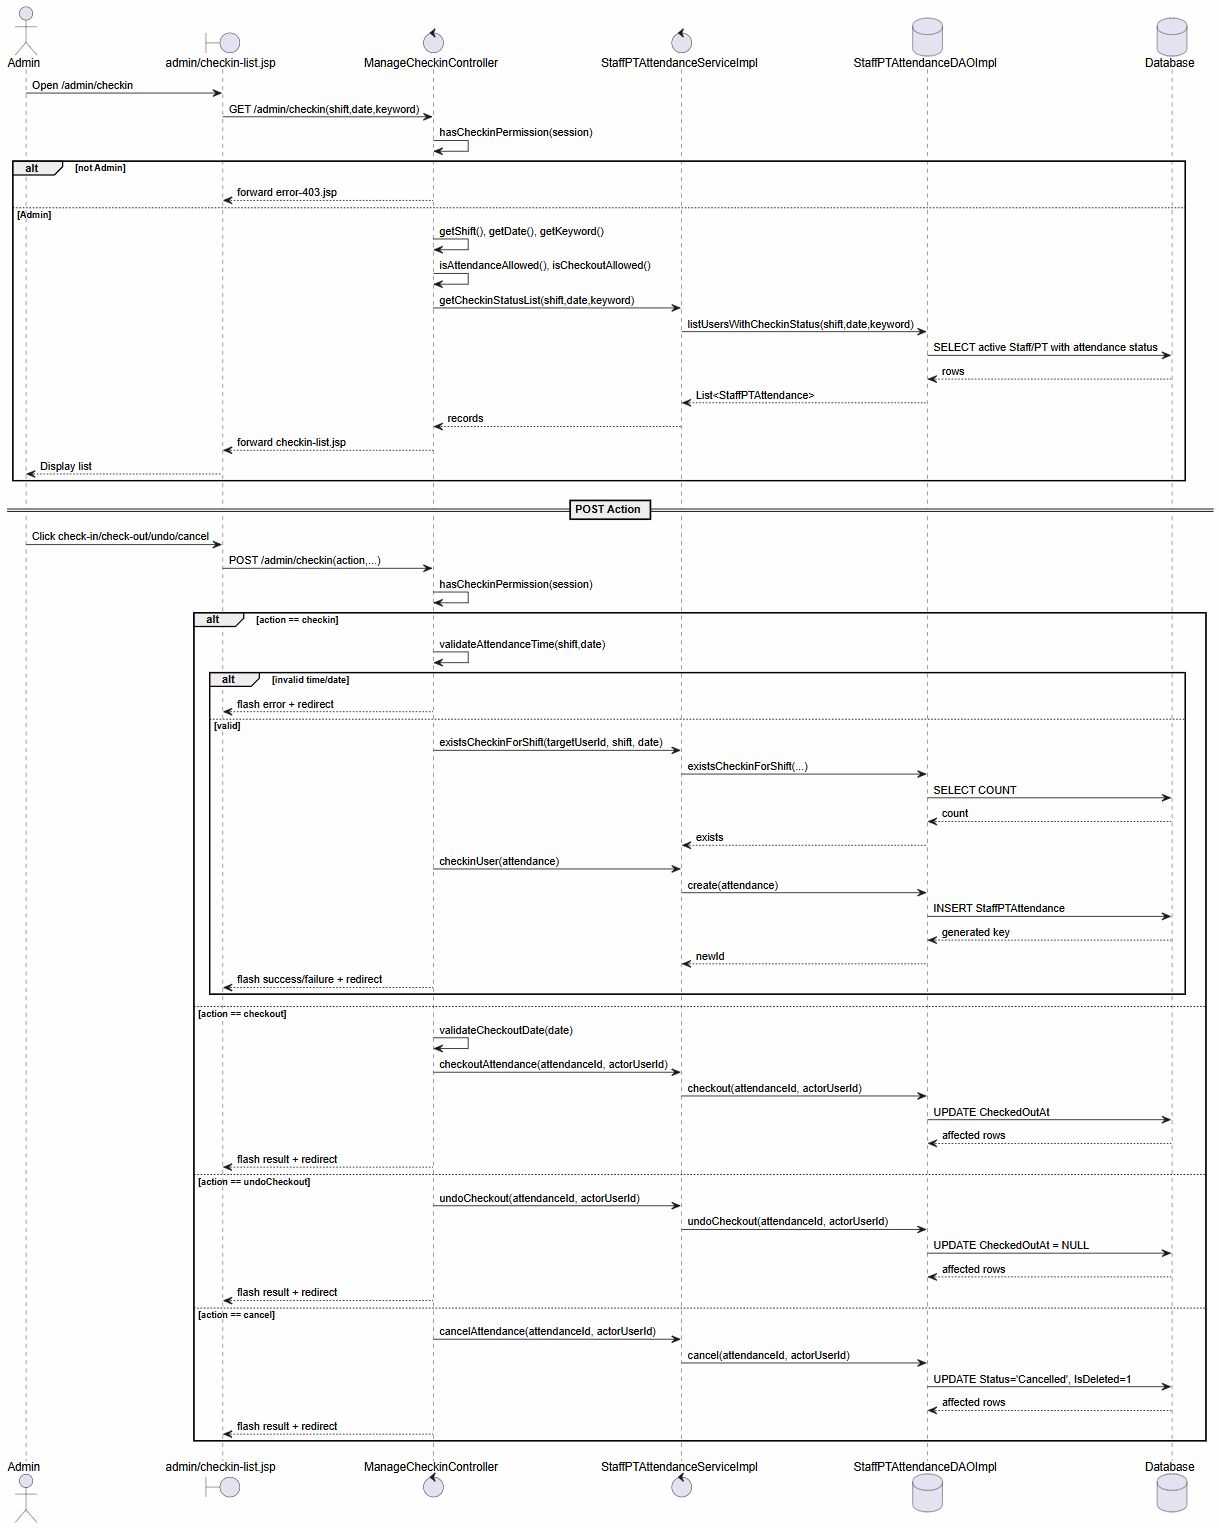 Admin
admin/checkin-list.jsp
ManageCheckinController
StaffPTAttendanceServiceImpl
StaffPTAttendanceDAOImpl
Database
Open /admin/checkin
GET /admin/checkin(shift,date,keyword)
hasCheckinPermission(session)
alt
[not Admin]
forward error-403.jsp
[Admin]
getShift(), getDate(), getKeyword()
isAttendanceAllowed(), isCheckoutAllowed()
getCheckinStatusList(shift,date,keyword)
listUsersWithCheckinStatus(shift,date,keyword)
SELECT active Staff/PT with attendance status
rows
List<StaffPTAttendance>
records
forward checkin-list.jsp
Display list
POST Action
Click check-in/check-out/undo/cancel
POST /admin/checkin(action,...)
hasCheckinPermission(session)
alt
[action == checkin]
validateAttendanceTime(shift,date)
alt
[invalid time/date]
flash error + redirect
[valid]
existsCheckinForShift(targetUserId, shift, date)
existsCheckinForShift(...)
SELECT COUNT
count
exists
checkinUser(attendance)
create(attendance)
INSERT StaffPTAttendance
generated key
newId
flash success/failure + redirect
[action == checkout]
validateCheckoutDate(date)
checkoutAttendance(attendanceId, actorUserId)
checkout(attendanceId, actorUserId)
UPDATE CheckedOutAt
affected rows
flash result + redirect
[action == undoCheckout]
undoCheckout(attendanceId, actorUserId)
undoCheckout(attendanceId, actorUserId)
UPDATE CheckedOutAt = NULL
affected rows
flash result + redirect
[action == cancel]
cancelAttendance(attendanceId, actorUserId)
cancel(attendanceId, actorUserId)
UPDATE Status='Cancelled', IsDeleted=1
affected rows
flash result + redirect
Admin
admin/checkin-list.jsp
ManageCheckinController
StaffPTAttendanceServiceImpl
StaffPTAttendanceDAOImpl
Database